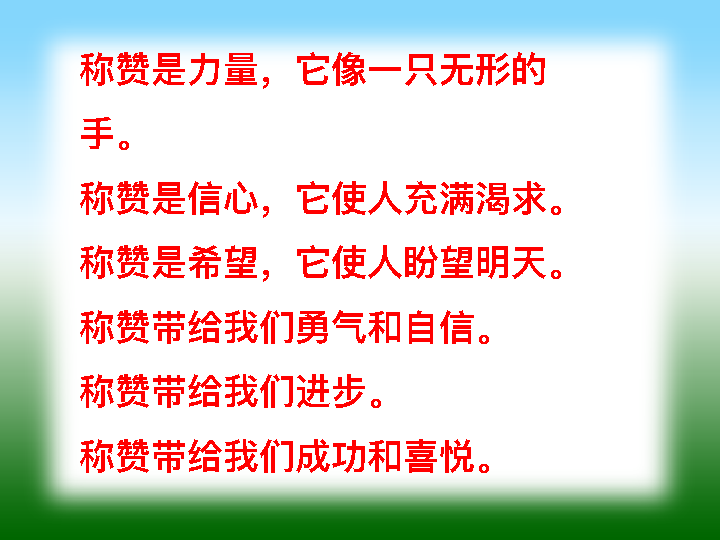 称赞是力量，它像一只无形的
手。
称赞是信心，它使人充满渴求。
称赞是希望，它使人盼望明天。
称赞带给我们勇气和自信。
称赞带给我们进步。
称赞带给我们成功和喜悦。